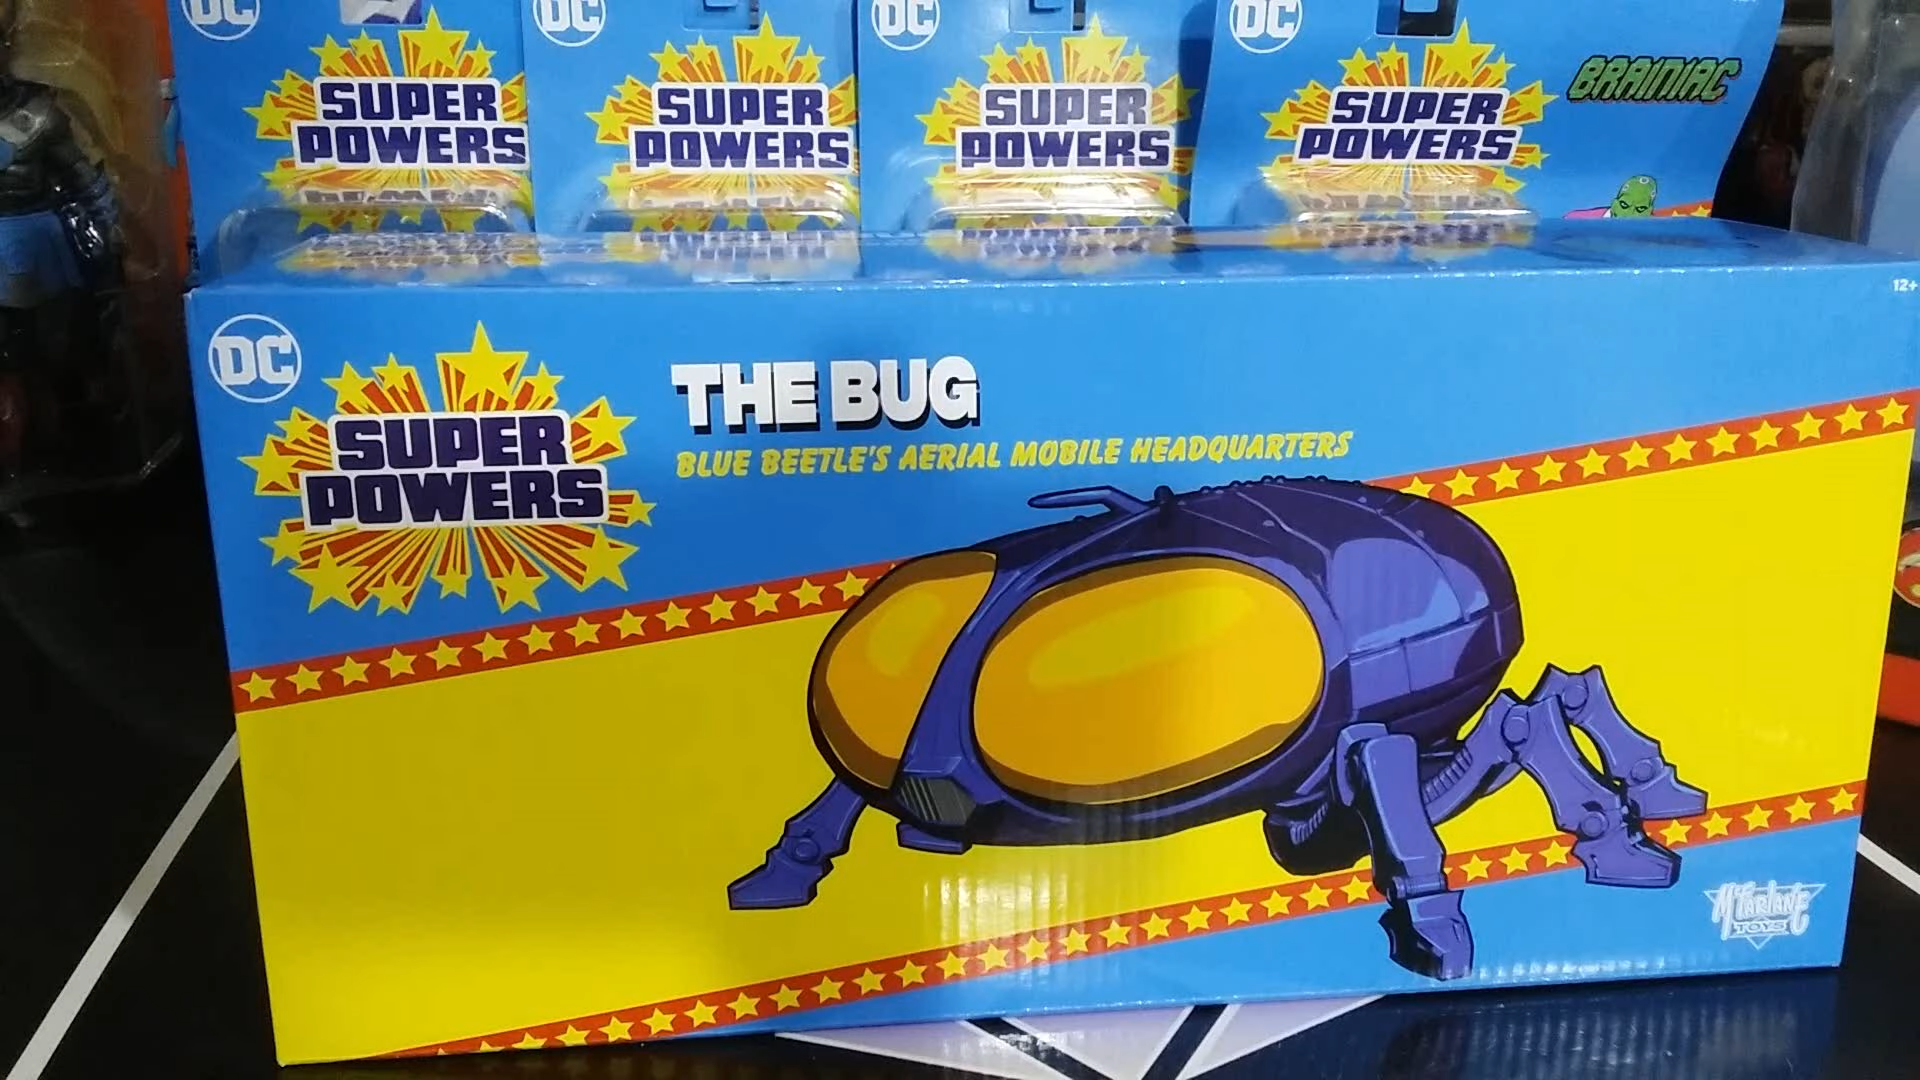 DC
SUPER
POWERS
DC
SUPER
POWERS
DC
SUPER
POWERS
DC
SUPER
POWERS
BRAINIAC
12+
DC
SUPER
POWERS
THE BUG
BLUE BEETLE'S AERIAL MOBILE HEADQUARTERS
McFARLANE
TOYS